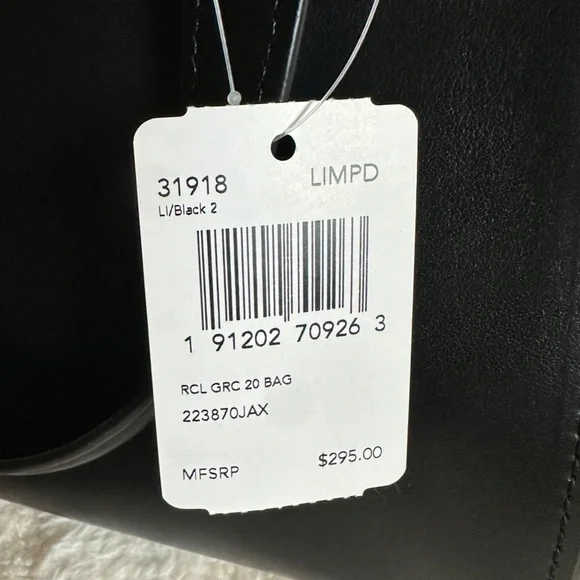 31918 LIMPD
LI/Black 2
1 91202 70926 3
RCL GRC 20 BAG
223870JAX
MFSRP $295.00